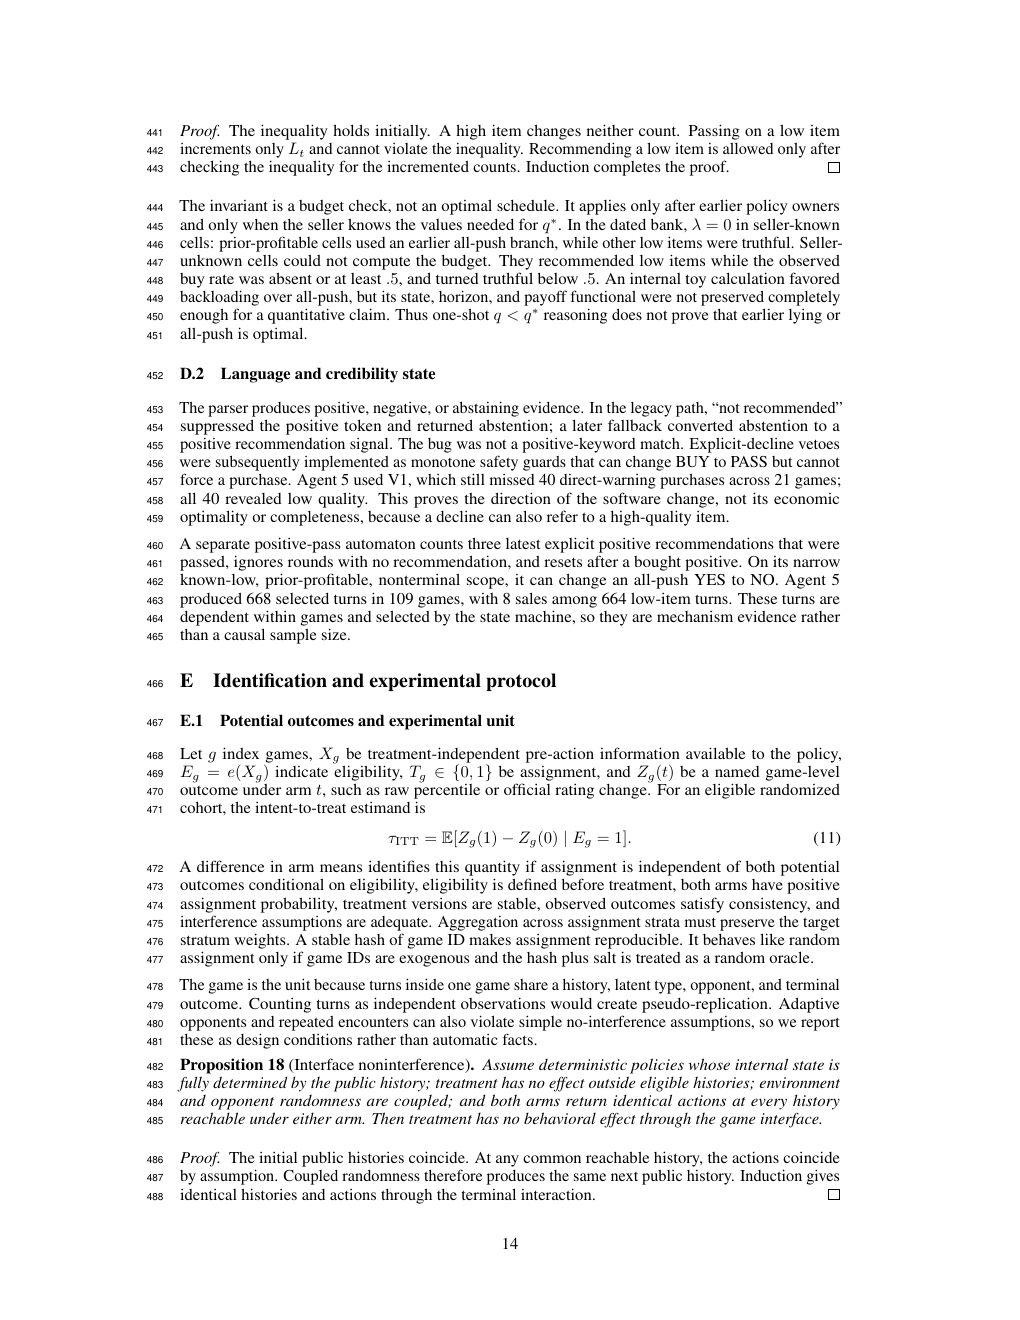 441 Proof. The inequality holds initially. A high item changes neither count. Passing on a low item
442 increments only L_t and cannot violate the inequality. Recommending a low item is allowed only after
443 checking the inequality for the incremented counts. Induction completes the proof. □
444 The invariant is a budget check, not an optimal schedule. It applies only after earlier policy owners
445 and only when the seller knows the values needed for q*. In the dated bank, λ = 0 in seller-known
446 cells: prior-profitable cells used an earlier all-push branch, while other low items were truthful. Seller-
447 unknown cells could not compute the budget. They recommended low items while the observed
448 buy rate was absent or at least .5, and turned truthful below .5. An internal toy calculation favored
449 backloading over all-push, but its state, horizon, and payoff functional were not preserved completely
450 enough for a quantitative claim. Thus one-shot q < q* reasoning does not prove that earlier lying or
451 all-push is optimal.
452 D.2 Language and credibility state
453 The parser produces positive, negative, or abstaining evidence. In the legacy path, “not recommended”
454 suppressed the positive token and returned abstention; a later fallback converted abstention to a
455 positive recommendation signal. The bug was not a positive-keyword match. Explicit-decline vetoes
456 were subsequently implemented as monotone safety guards that can change BUY to PASS but cannot
457 force a purchase. Agent 5 used V1, which still missed 40 direct-warning purchases across 21 games;
458 all 40 revealed low quality. This proves the direction of the software change, not its economic
459 optimality or completeness, because a decline can also refer to a high-quality item.
460 A separate positive-pass automaton counts three latest explicit positive recommendations that were
461 passed, ignores rounds with no recommendation, and resets after a bought positive. On its narrow
462 known-low, prior-profitable, nonterminal scope, it can change an all-push YES to NO. Agent 5
463 produced 668 selected turns in 109 games, with 8 sales among 664 low-item turns. These turns are
464 dependent within games and selected by the state machine, so they are mechanism evidence rather
465 than a causal sample size.
466 E Identification and experimental protocol
467 E.1 Potential outcomes and experimental unit
468 Let g index games, X_g be treatment-independent pre-action information available to the policy,
469 E_g = e(X_g) indicate eligibility, T_g ∈ {0, 1} be assignment, and Z_g(t) be a named game-level
470 outcome under arm t, such as raw percentile or official rating change. For an eligible randomized
471 cohort, the intent-to-treat estimand is
τ_ITT = 𝔼[Z_g(1) − Z_g(0) | E_g = 1]. (11)
472 A difference in arm means identifies this quantity if assignment is independent of both potential
473 outcomes conditional on eligibility, eligibility is defined before treatment, both arms have positive
474 assignment probability, treatment versions are stable, observed outcomes satisfy consistency, and
475 interference assumptions are adequate. Aggregation across assignment strata must preserve the target
476 stratum weights. A stable hash of game ID makes assignment reproducible. It behaves like random
477 assignment only if game IDs are exogenous and the hash plus salt is treated as a random oracle.
478 The game is the unit because turns inside one game share a history, latent type, opponent, and terminal
479 outcome. Counting turns as independent observations would create pseudo-replication. Adaptive
480 opponents and repeated encounters can also violate simple no-interference assumptions, so we report
481 these as design conditions rather than automatic facts.
482 Proposition 18 (Interface noninterference). Assume deterministic policies whose internal state is
483 fully determined by the public history; treatment has no effect outside eligible histories; environment
484 and opponent randomness are coupled; and both arms return identical actions at every history
485 reachable under either arm. Then treatment has no behavioral effect through the game interface.
486 Proof. The initial public histories coincide. At any common reachable history, the actions coincide
487 by assumption. Coupled randomness therefore produces the same next public history. Induction gives
488 identical histories and actions through the terminal interaction. □
14